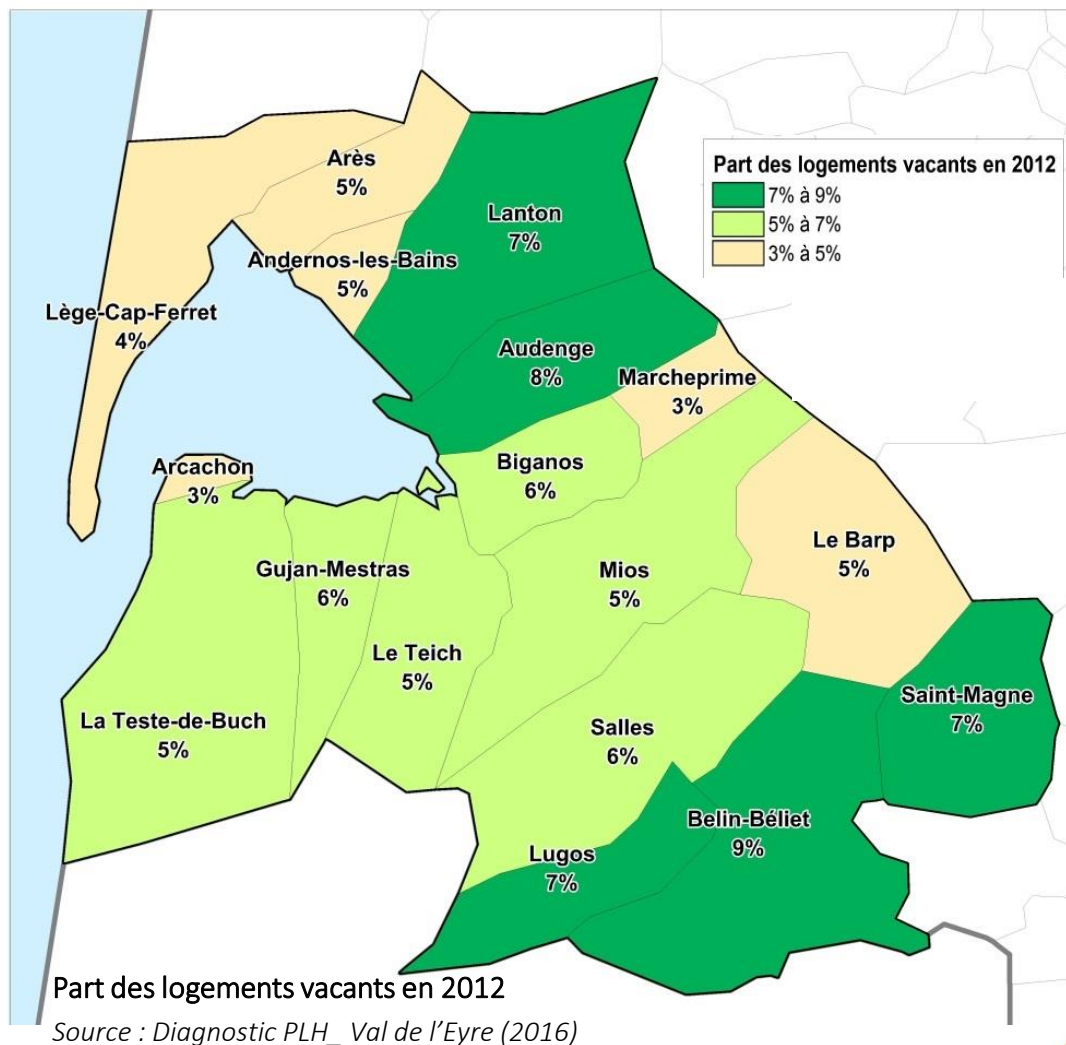 Part des logements vacants en 2012
7% à 9%
5% à 7%
3% à 5%
Arès
5%
Lanton
7%
Andernos-les-Bains
5%
Lège-Cap-Ferret
4%
Audenge
8%
Marcheprime
3%
Arcachon
3%
Biganos
6%
Le Barp
5%
Gujan-Mestras
6%
Mios
5%
Le Teich
5%
Saint-Magne
7%
La Teste-de-Buch
5%
Salles
6%
Belin-Béliet
9%
Lugos
7%
Part des logements vacants en 2012
Source : Diagnostic PLH_ Val de l’Eyre (2016)